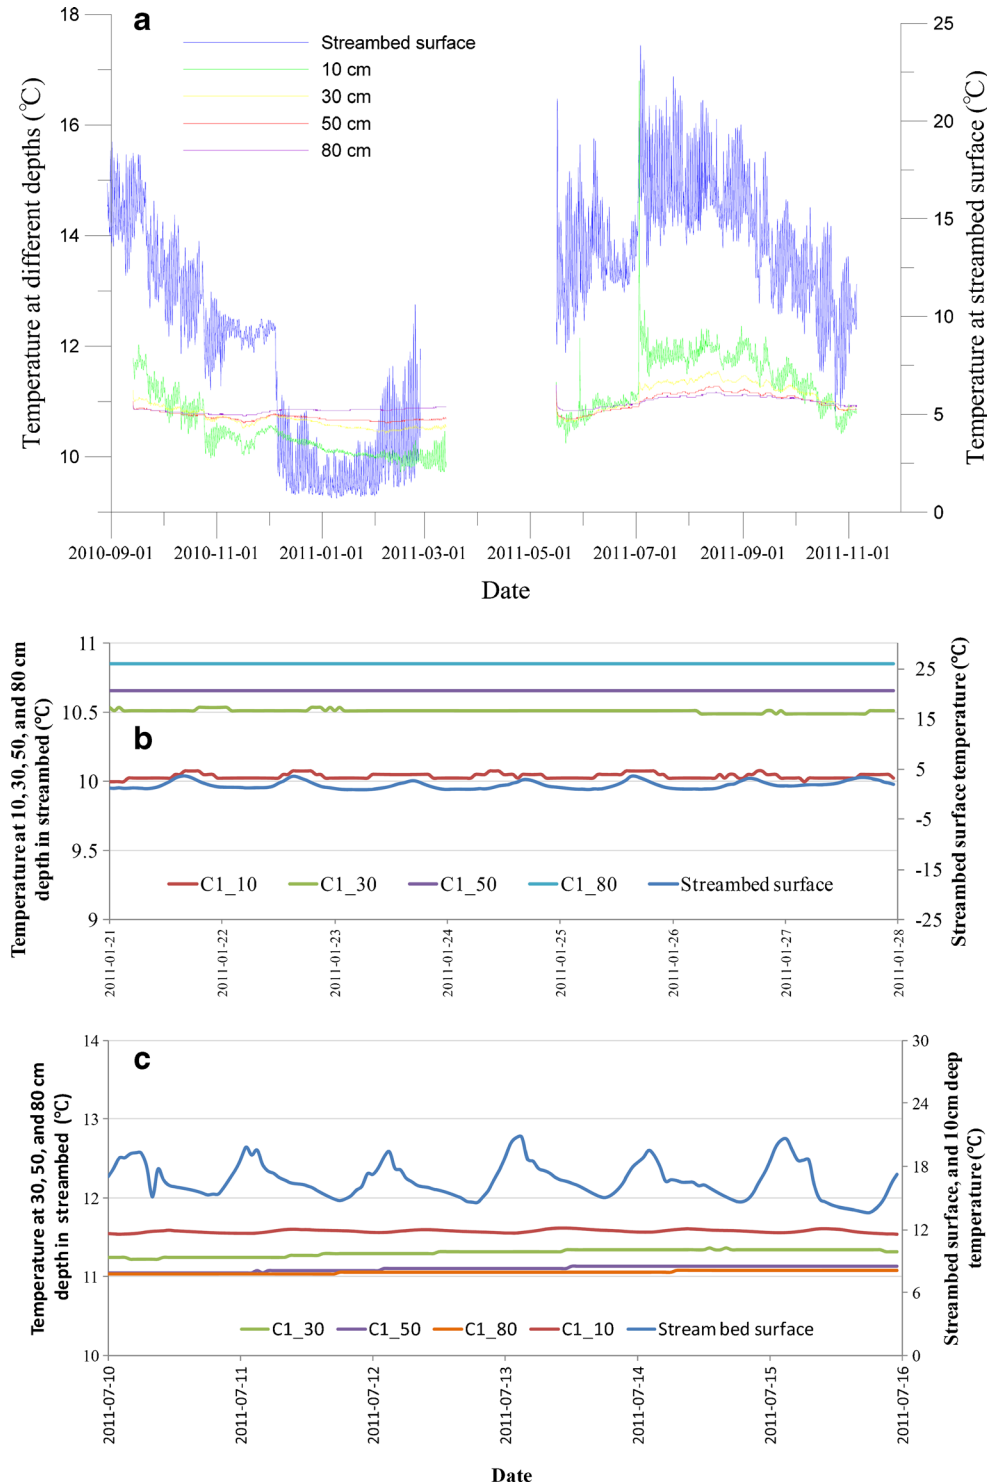 a
Streambed surface
10 cm
30 cm
50 cm
80 cm
18
16
14
12
10
Temperature at different depths (℃)
25
20
15
10
5
0
Temperature at streambed surface (℃)
2010-09-01
2010-11-01
2011-01-01
2011-03-01
2011-05-01
2011-07-01
2011-09-01
2011-11-01
Date
b
11
10.5
10
9.5
9
Temperature at 10, 30, 50, and 80 cm
depth in streambed (℃)
25
15
5
-5
-15
-25
Streambed surface temperature (℃)
C1_10
C1_30
C1_50
C1_80
Streambed surface
2011-01-21
2011-01-22
2011-01-23
2011-01-24
2011-01-25
2011-01-26
2011-01-27
2011-01-28
c
14
13
12
11
10
Temperature at 30, 50, and 80 cm
depth in streambed (℃)
30
24
18
12
6
0
Streambed surface, and 10cm deep
temperature (℃)
C1_30
C1_50
C1_80
C1_10
Stream bed surface
2011-07-10
2011-07-11
2011-07-12
2011-07-13
2011-07-14
2011-07-15
2011-07-16
Date